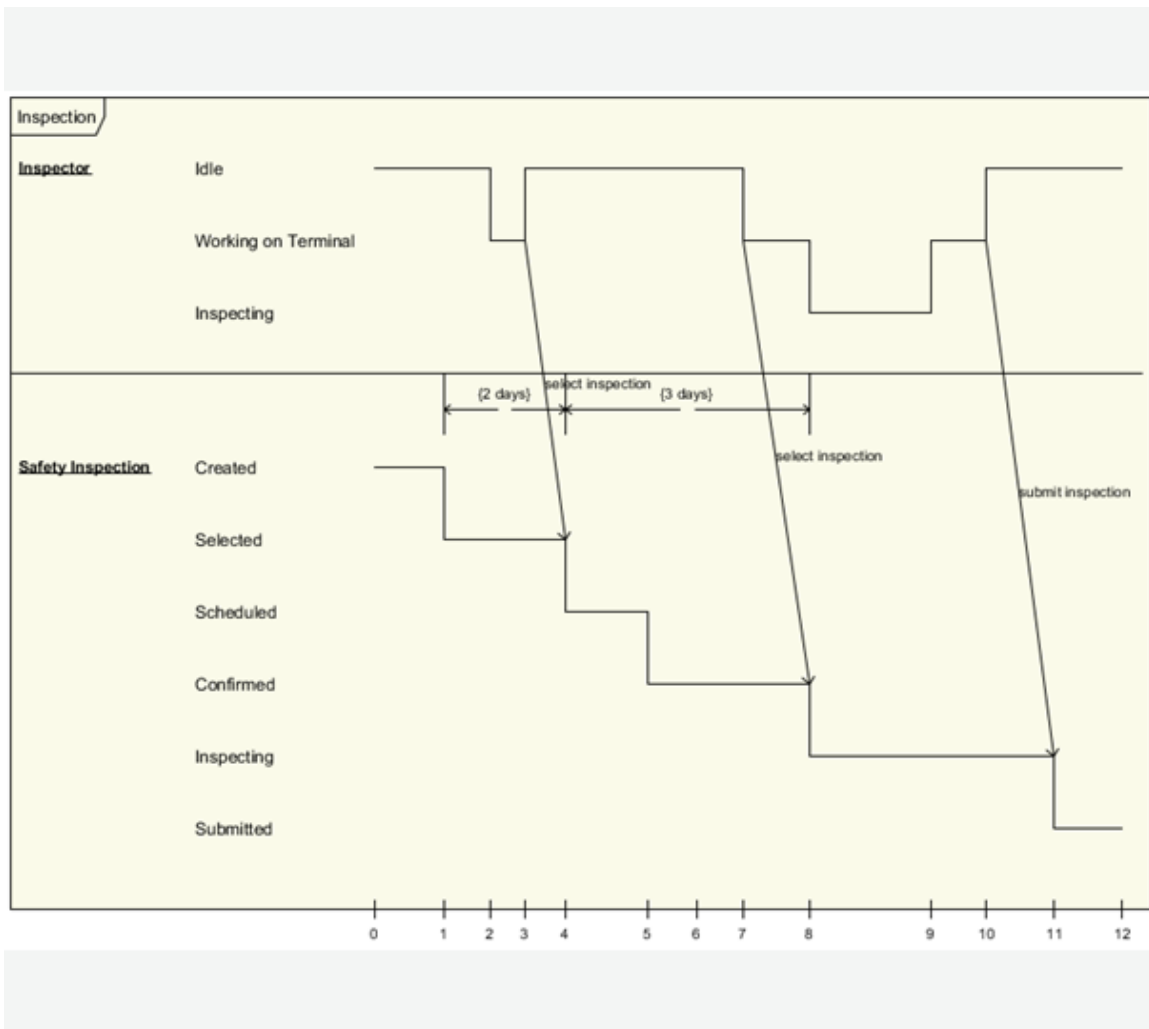 Inspection
Inspector
Idle
Working on Terminal
Inspecting
select inspection
{2 days}
{3 days}
select inspection
submit inspection
Safety Inspection
Created
Selected
Scheduled
Confirmed
Inspecting
Submitted
0 1 2 3 4 5 6 7 8 9 10 11 12